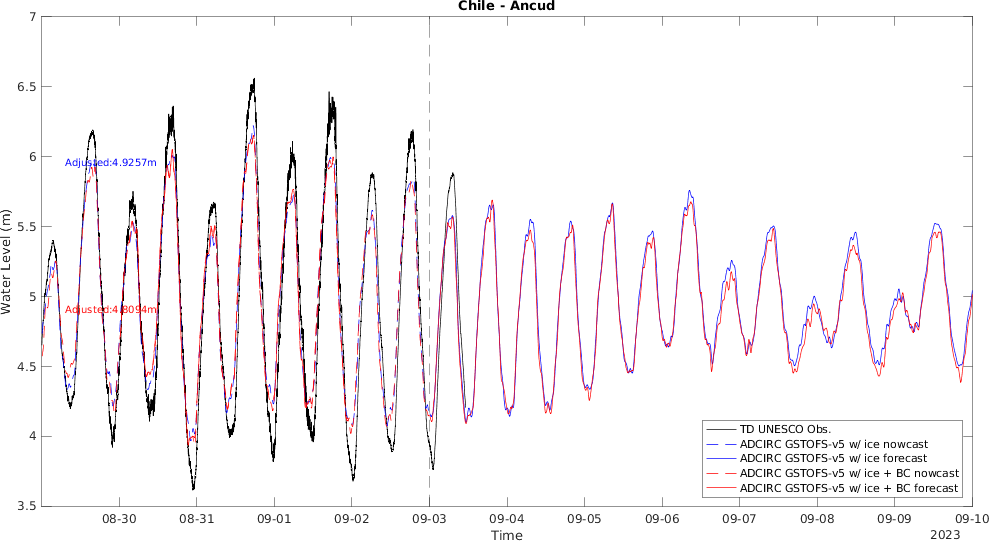 Chile - Ancud
Water Level (m)
7
6.5
6
5.5
5
4.5
4
3.5
Adjusted:4.9257m
Adjusted:4.8094m
TD UNESCO Obs.
ADCIRC GSTOFS-v5 w/ ice nowcast
ADCIRC GSTOFS-v5 w/ ice forecast
ADCIRC GSTOFS-v5 w/ ice + BC nowcast
ADCIRC GSTOFS-v5 w/ ice + BC forecast
08-30 08-31 09-01 09-02 09-03 09-04 09-05 09-06 09-07 09-08 09-09 09-10
Time
2023